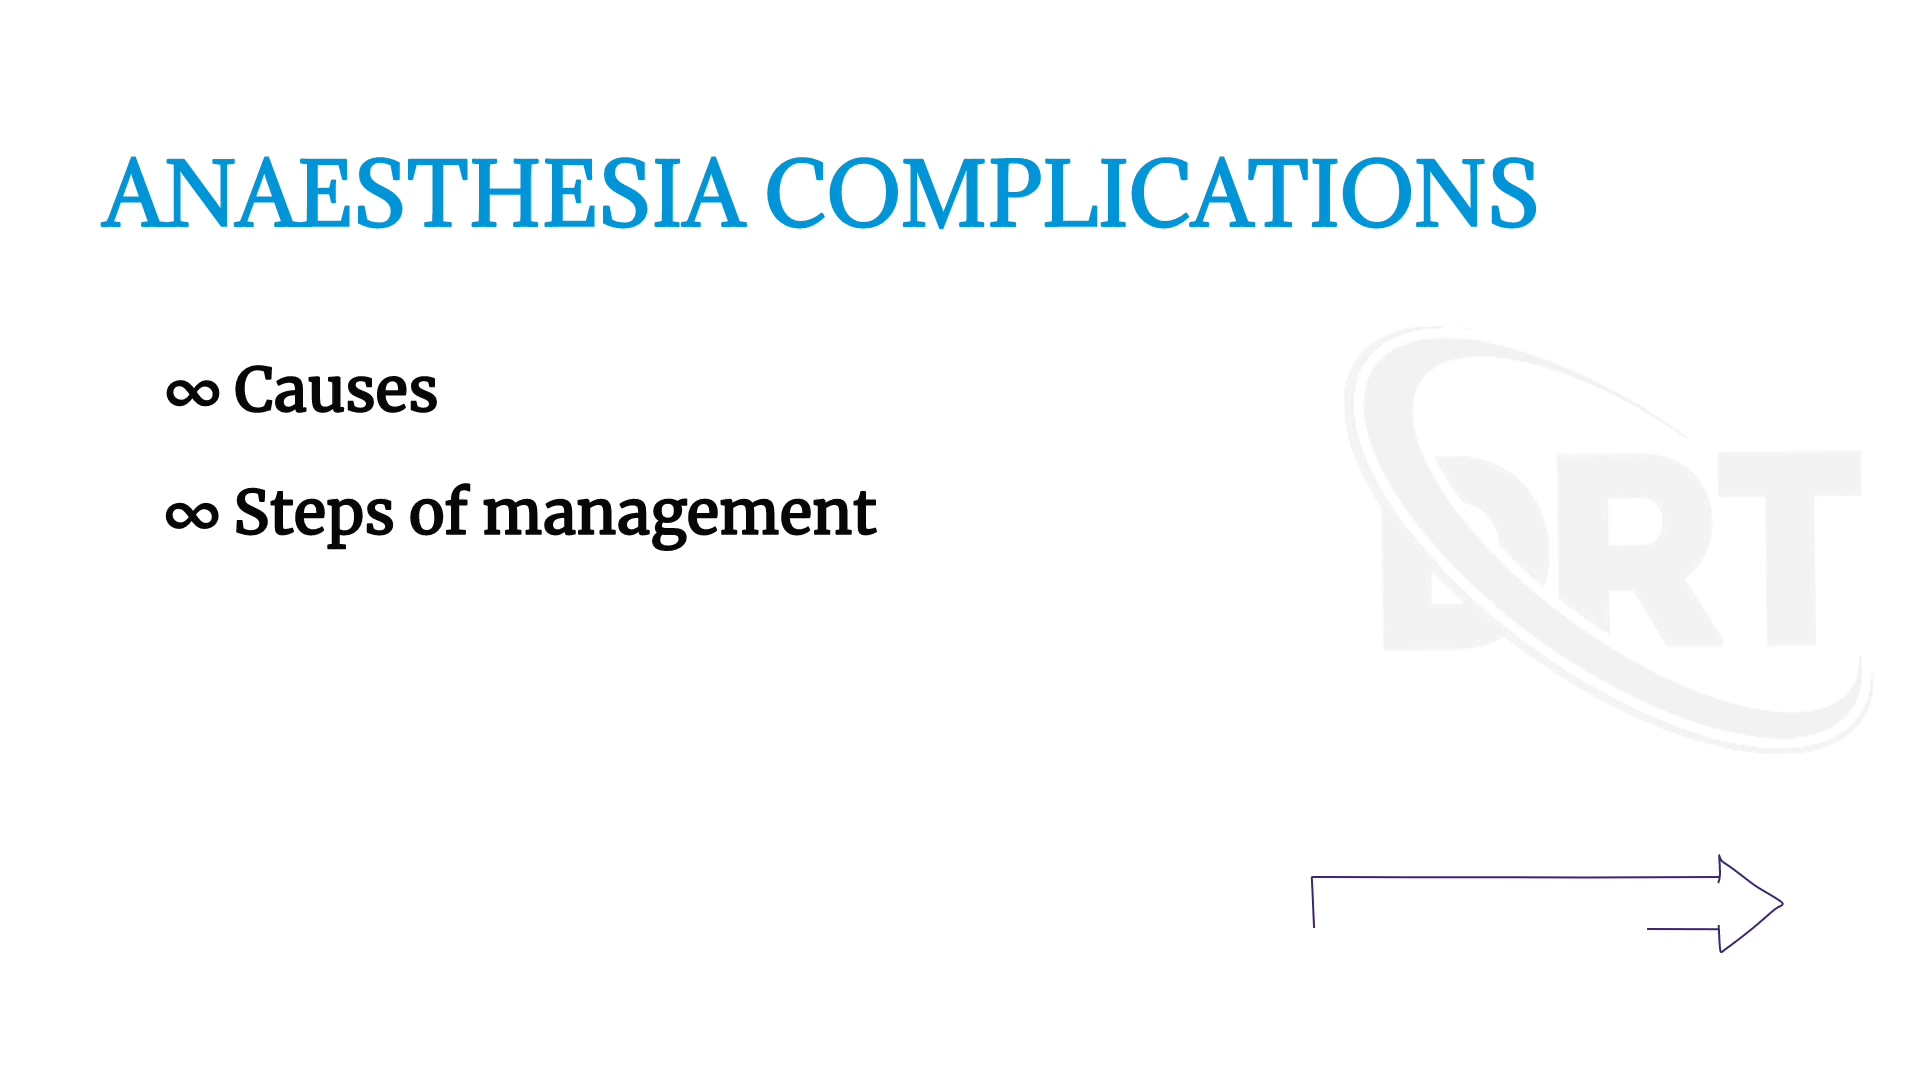 ANAESTHESIA COMPLICATIONS
∞ Causes
∞ Steps of management
DRT